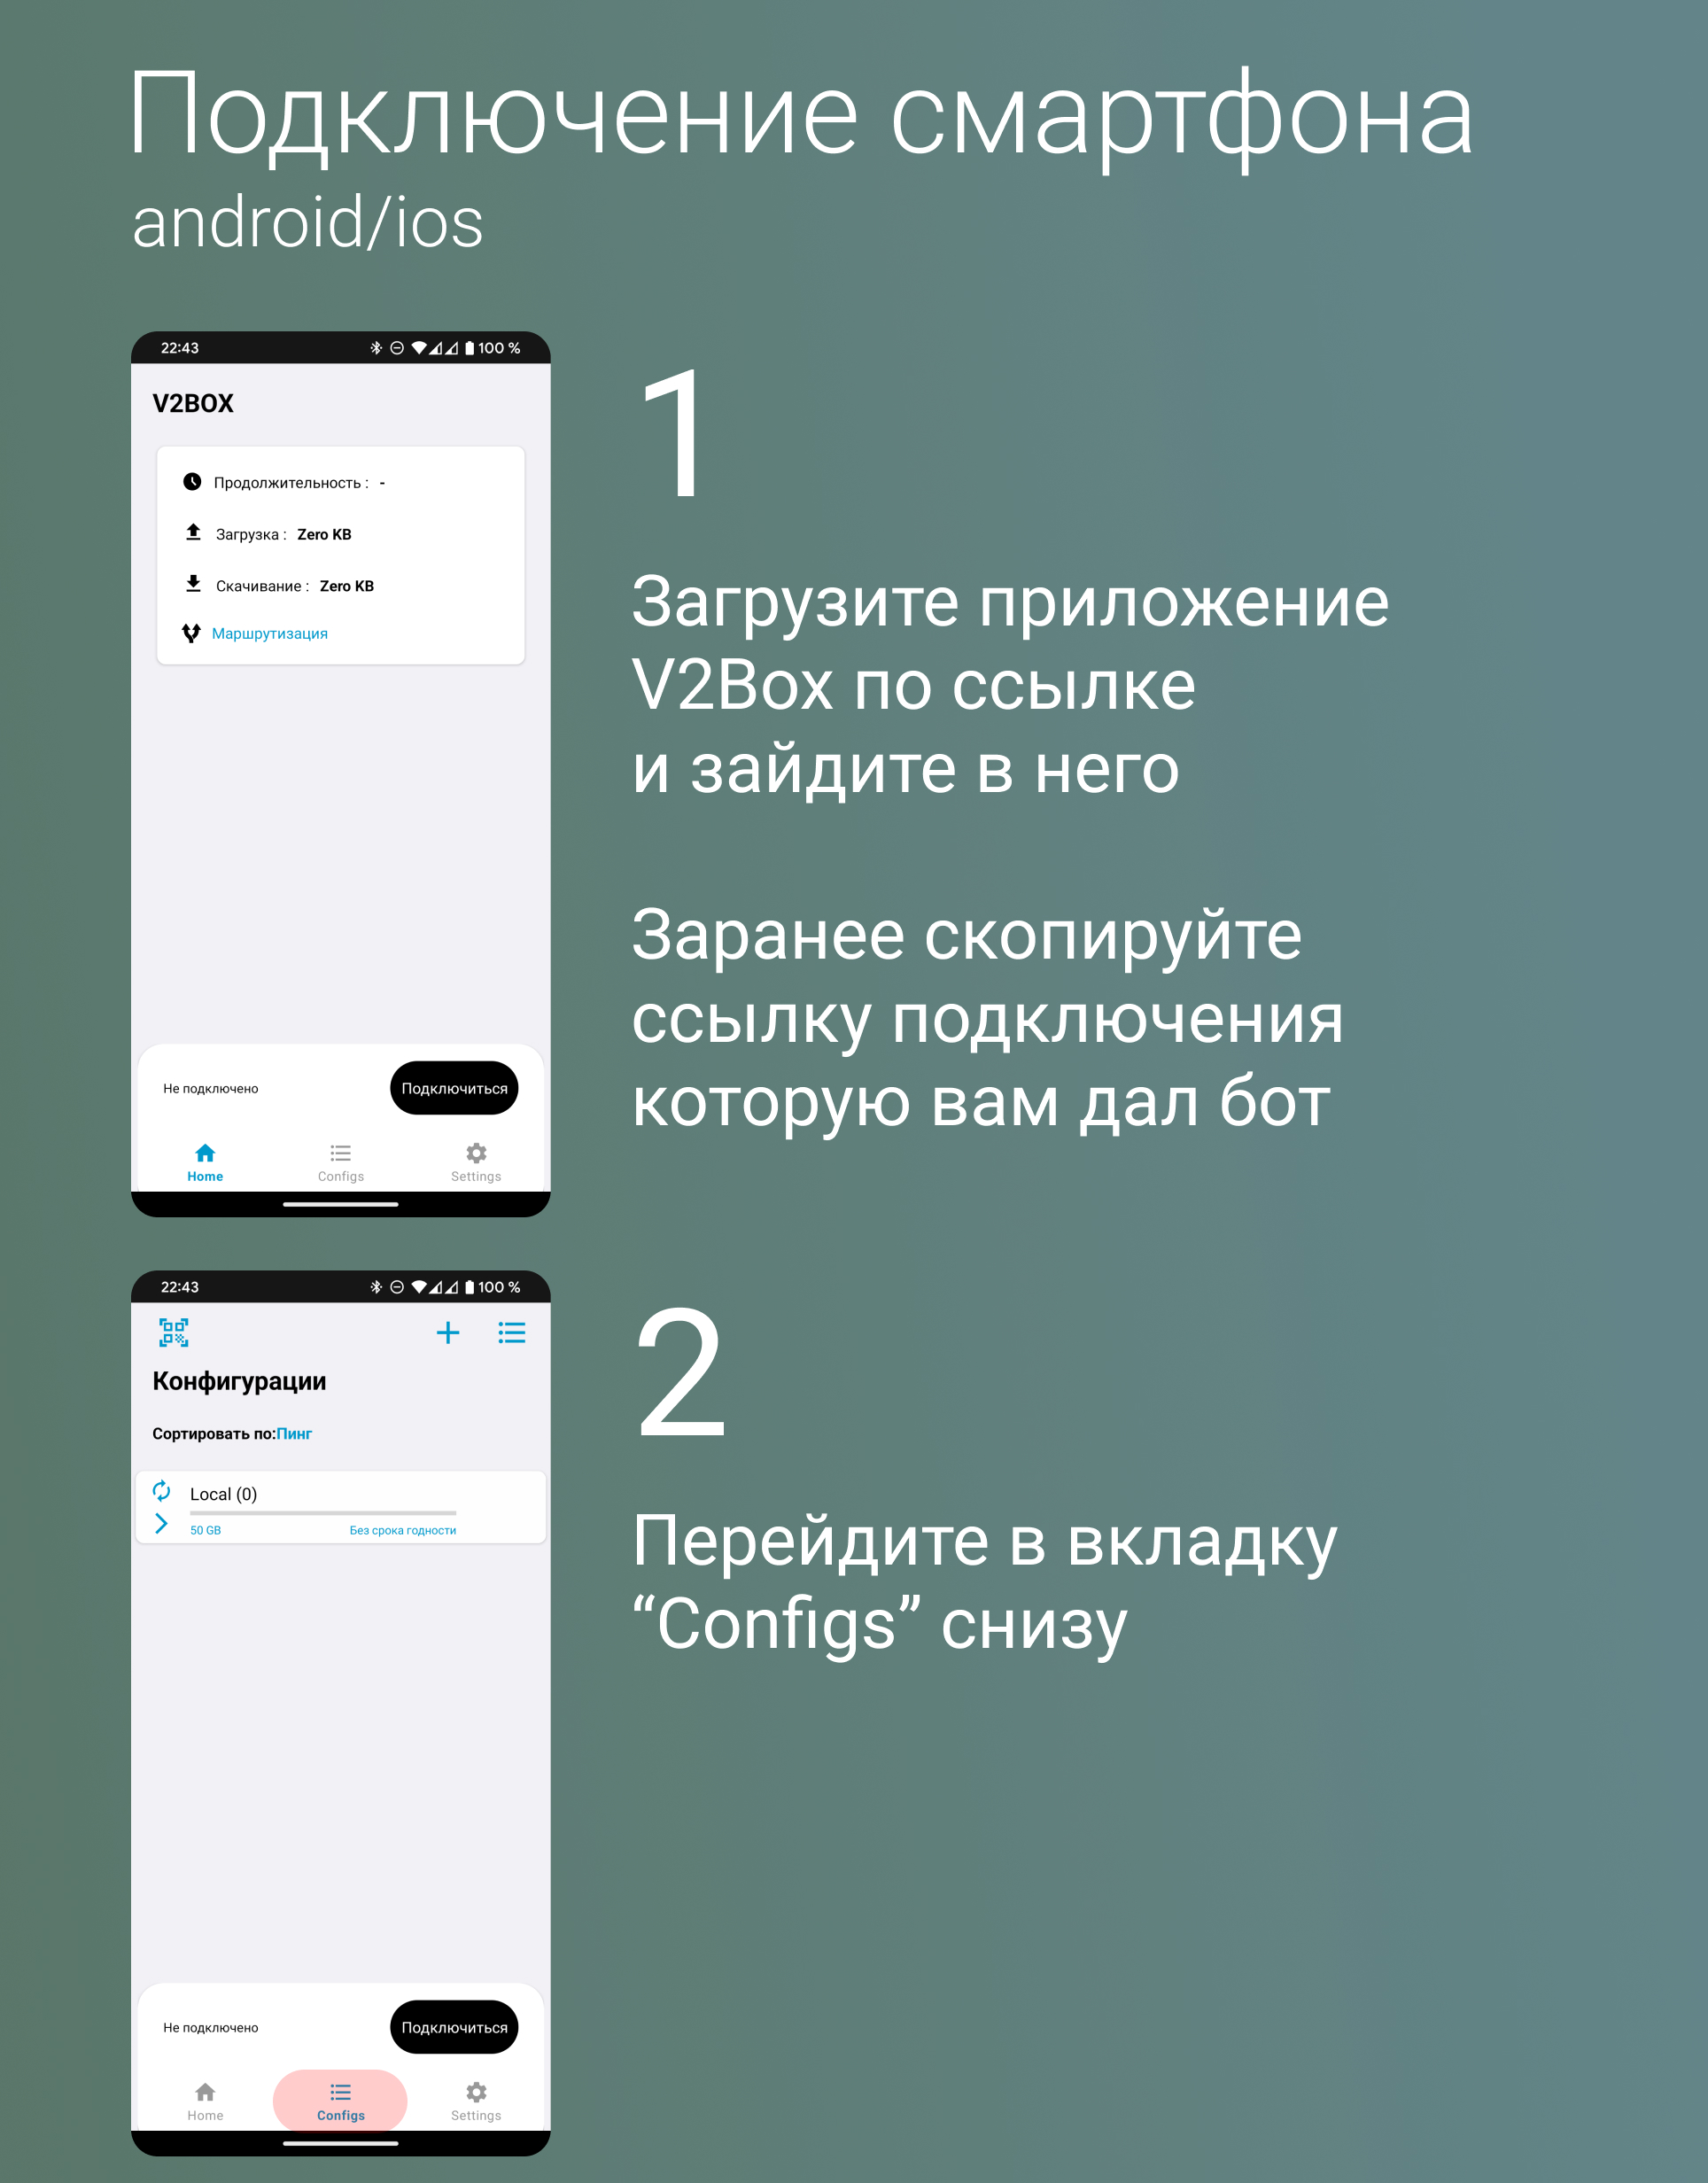 Подключение смартфона
android/ios
22:43 100 %
V2BOX
Продолжительность : -
Загрузка : Zero KB
Скачивание : Zero KB
Маршрутизация
Не подключено
Подключиться
Home Configs Settings
1
Загрузите приложение
V2Box по ссылке
и зайдите в него
Заранее скопируйте
ссылку подключения
которую вам дал бот
22:43 100 %
Конфигурации
Сортировать по:Пинг
Local (0)
50 GB Без срока годности
Не подключено
Подключиться
Home Configs Settings
2
Перейдите в вкладку
“Configs” снизу